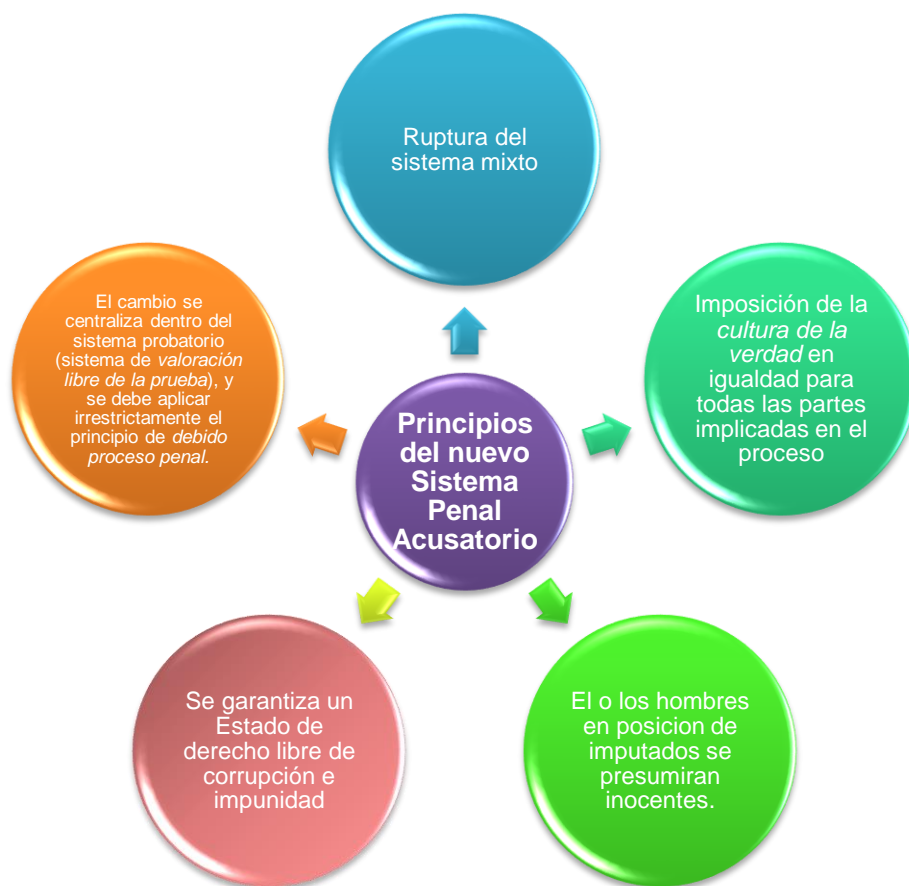 Ruptura del
sistema mixto
El cambio se
centraliza dentro del
sistema probatorio
(sistema de valoración
libre de la prueba), y
se debe aplicar
irrestrictamente el
principio de debido
proceso penal.
Imposición de la
cultura de la
verdad en
igualdad para
todas las partes
implicadas en el
proceso
Principios
del nuevo
Sistema
Penal
Acusatorio
Se garantiza un
Estado de
derecho libre de
corrupción e
impunidad
El o los hombres
en posicion de
imputados se
presumiran
inocentes.